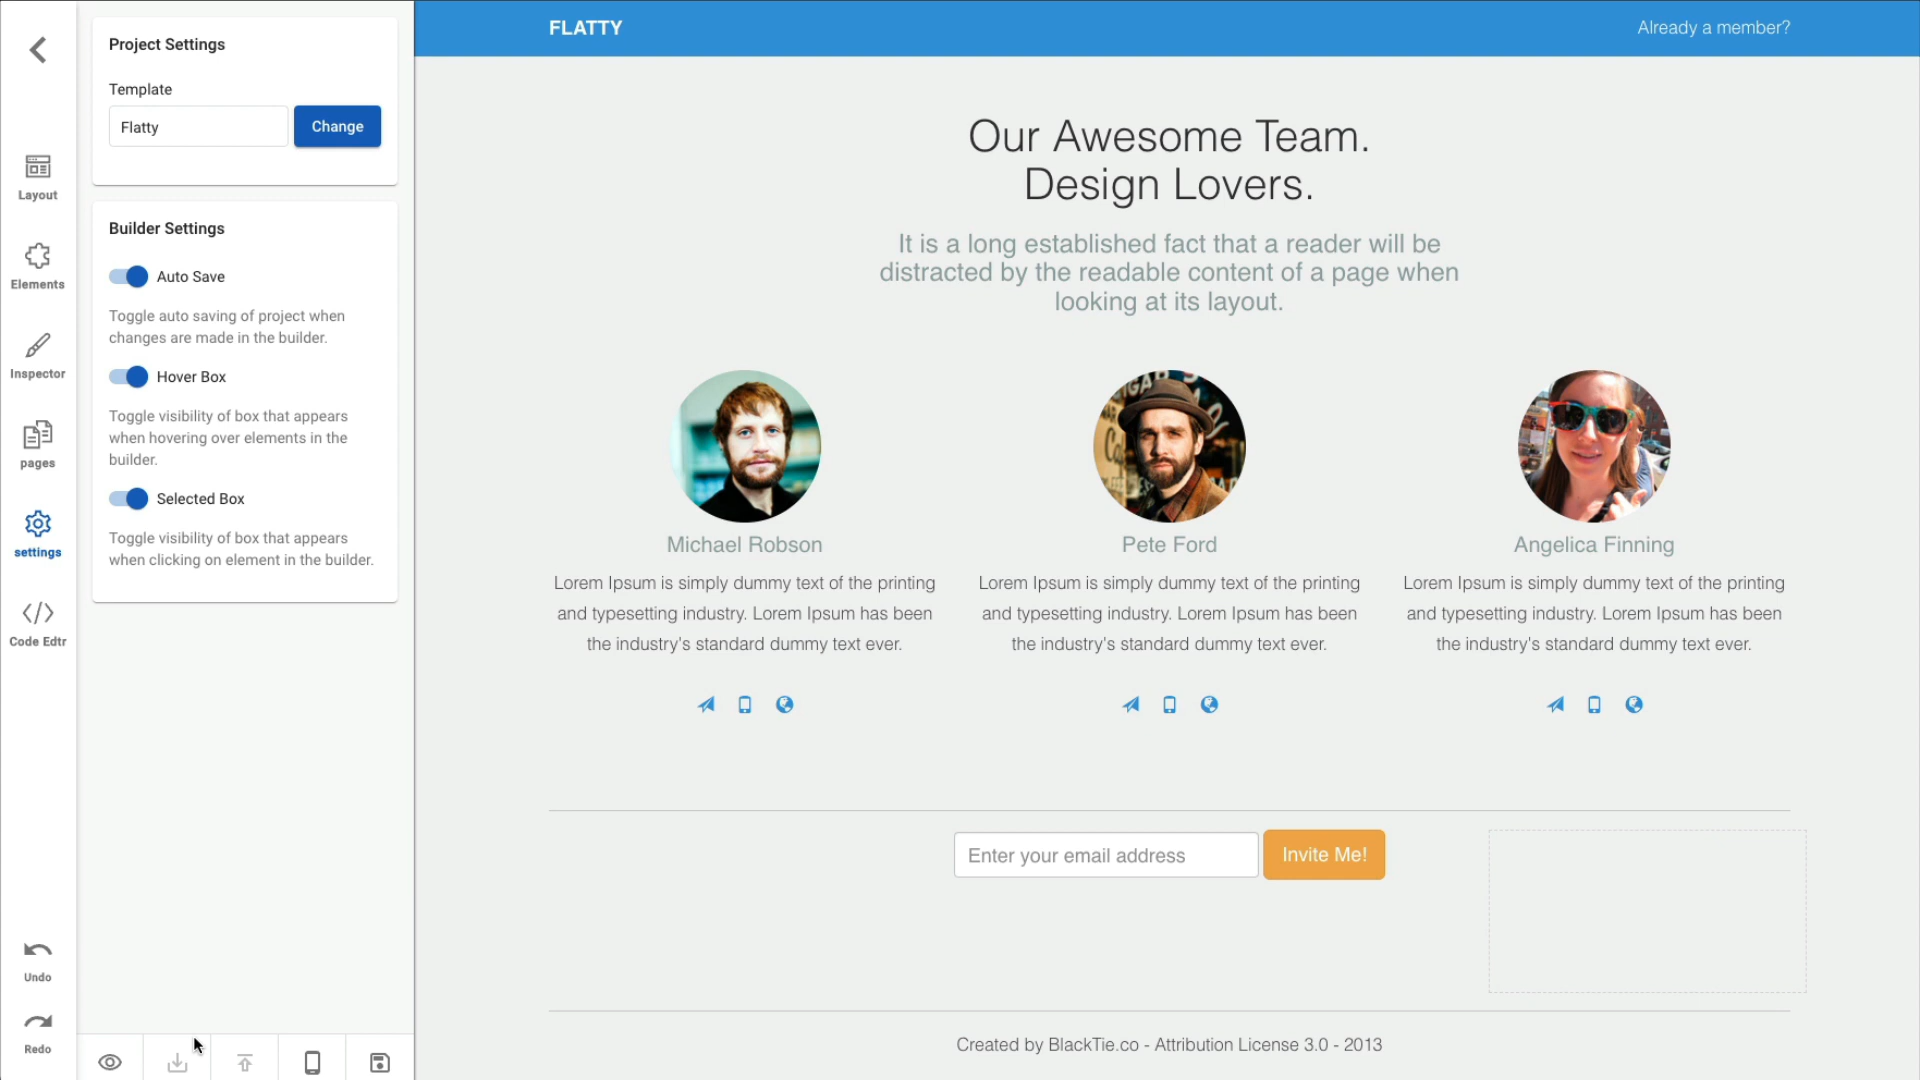 Project Settings
Template
Flatty
Change
Builder Settings
Auto Save
Toggle auto saving of project when
changes are made in the builder.
Hover Box
Toggle visibility of box that appears
when hovering over elements in the
builder.
Selected Box
Toggle visibility of box that appears
when clicking on element in the builder.
Layout
Elements
Inspector
pages
settings
Code Edtr
Undo
Redo
FLATTY
Already a member?
Our Awesome Team.
Design Lovers.
It is a long established fact that a reader will be
distracted by the readable content of a page when
looking at its layout.
Michael Robson
Lorem Ipsum is simply dummy text of the printing
and typesetting industry. Lorem Ipsum has been
the industry's standard dummy text ever.
Pete Ford
Lorem Ipsum is simply dummy text of the printing
and typesetting industry. Lorem Ipsum has been
the industry's standard dummy text ever.
Angelica Finning
Lorem Ipsum is simply dummy text of the printing
and typesetting industry. Lorem Ipsum has been
the industry's standard dummy text ever.
Enter your email address
Invite Me!
Created by BlackTie.co - Attribution License 3.0 - 2013